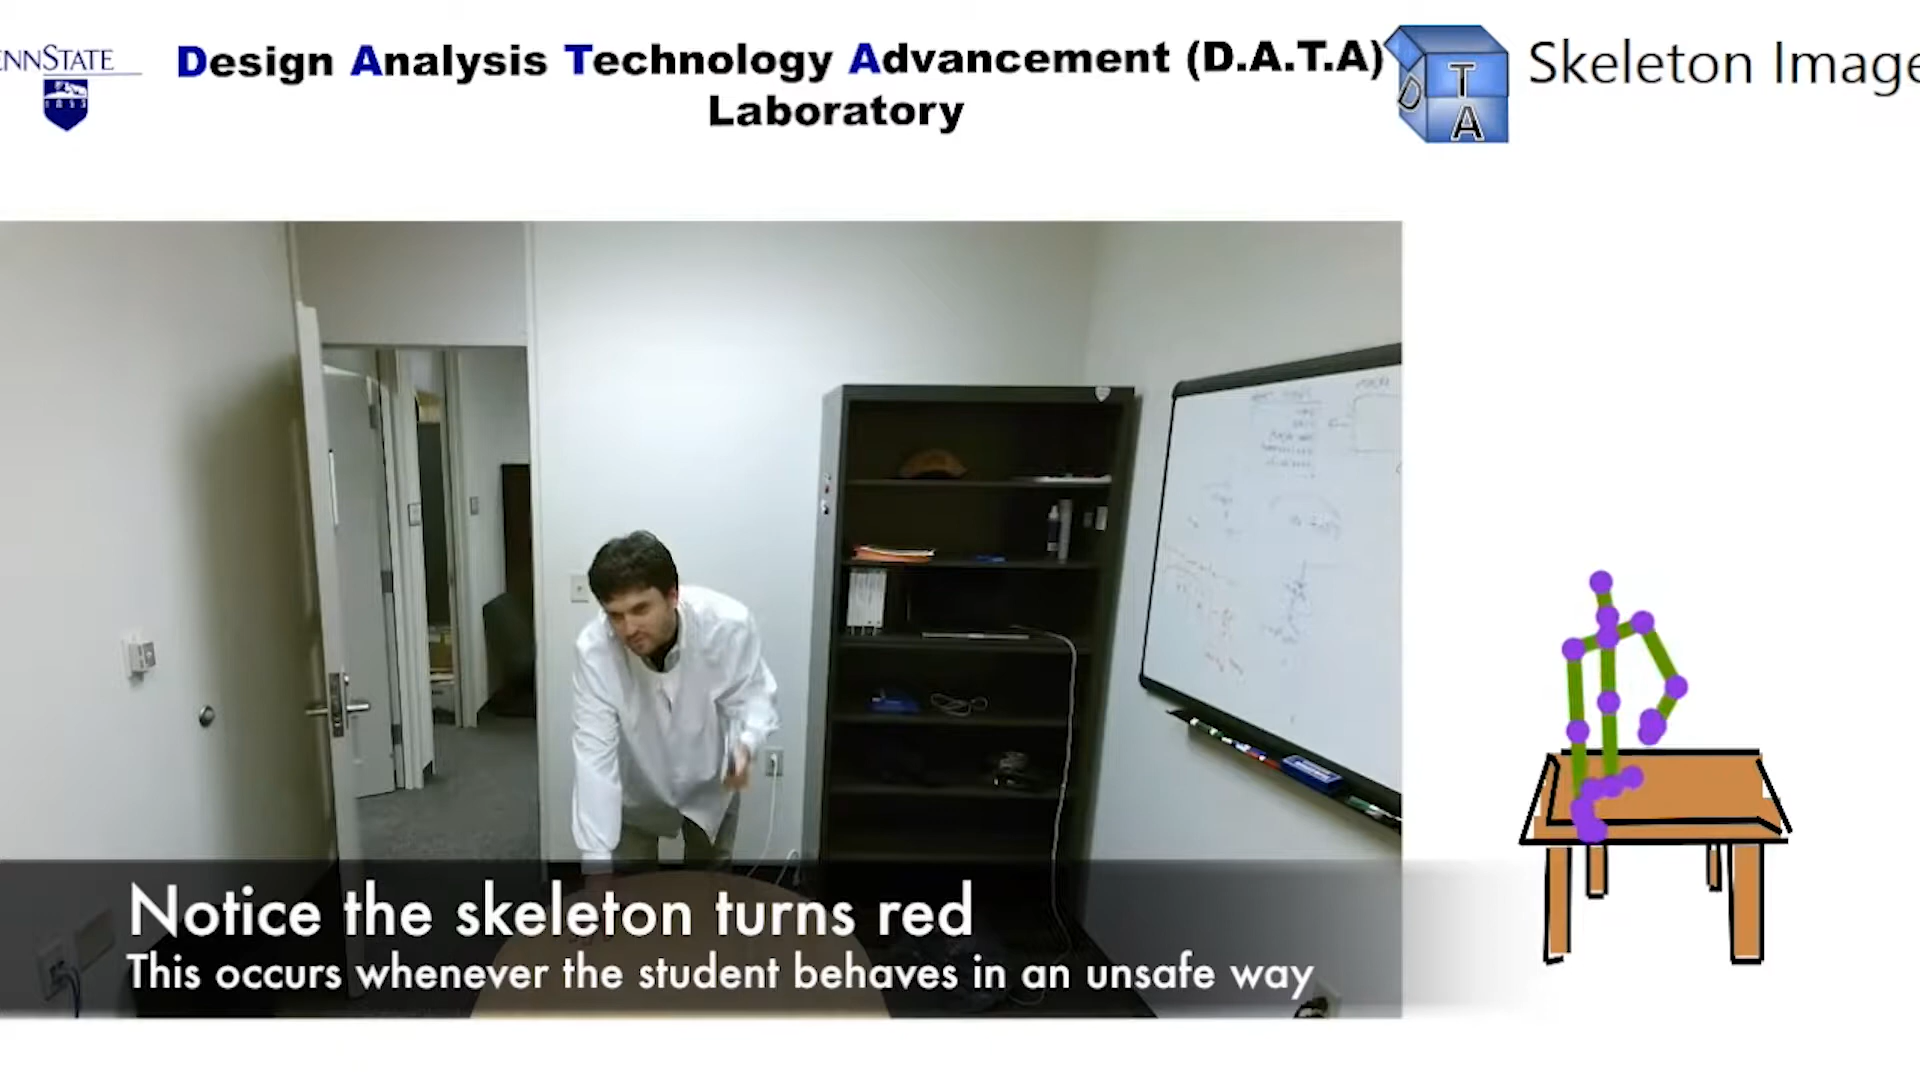 ENNSTATE
1855
Design Analysis Technology Advancement (D.A.T.A)
Laboratory
D T A
Skeleton Image
Notice the skeleton turns red
This occurs whenever the student behaves in an unsafe way